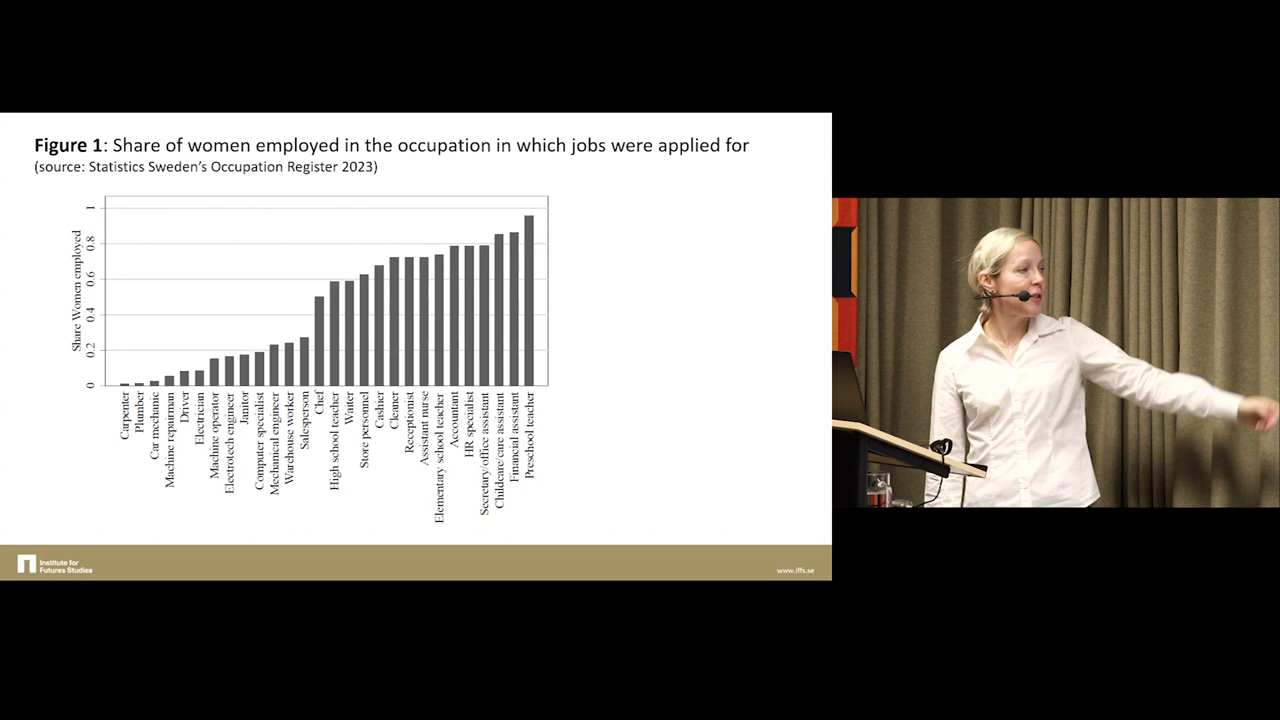 Figure 1: Share of women employed in the occupation in which jobs were applied for
(source: Statistics Sweden's Occupation Register 2023)
Share Women employed
1
0.8
0.6
0.4
0.2
0
Carpenter
Plumber
Car mechanic
Machine repairman
Driver
Electrician
Machine operator
Electrotech engineer
Janitor
Computer specialist
Mechanical engineer
Warehouse worker
Salesperson
Chef
High school teacher
Waiter
Store personnel
Cashier
Cleaner
Receptionist
Assistant nurse
Elementary school teacher
Accountant
HR specialist
Secretary/office assistant
Childcare/care assistant
Financial assistant
Preschool teacher
Institute for
Futures Studies
www.iffs.se